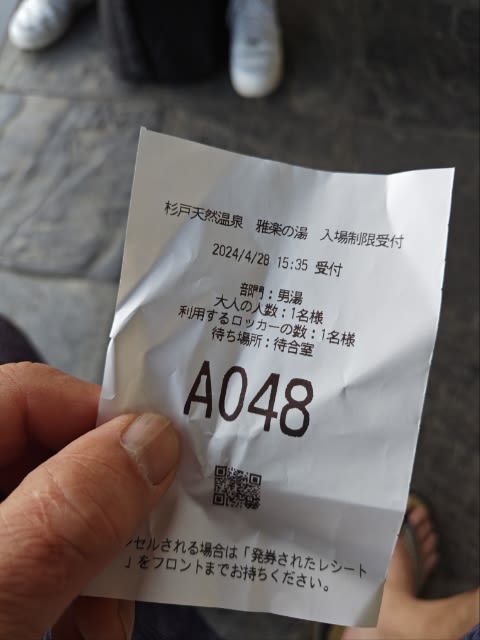 杉戸天然温泉 雅楽の湯 入場制限受付
2024/4/28 15:35 受付
部門：男湯
大人の人数：1名様
利用するロッカーの数：1名様
待ち場所：待合室
A048
セルされる場合は「発券されたレシート
」をフロントまでお持ちください。